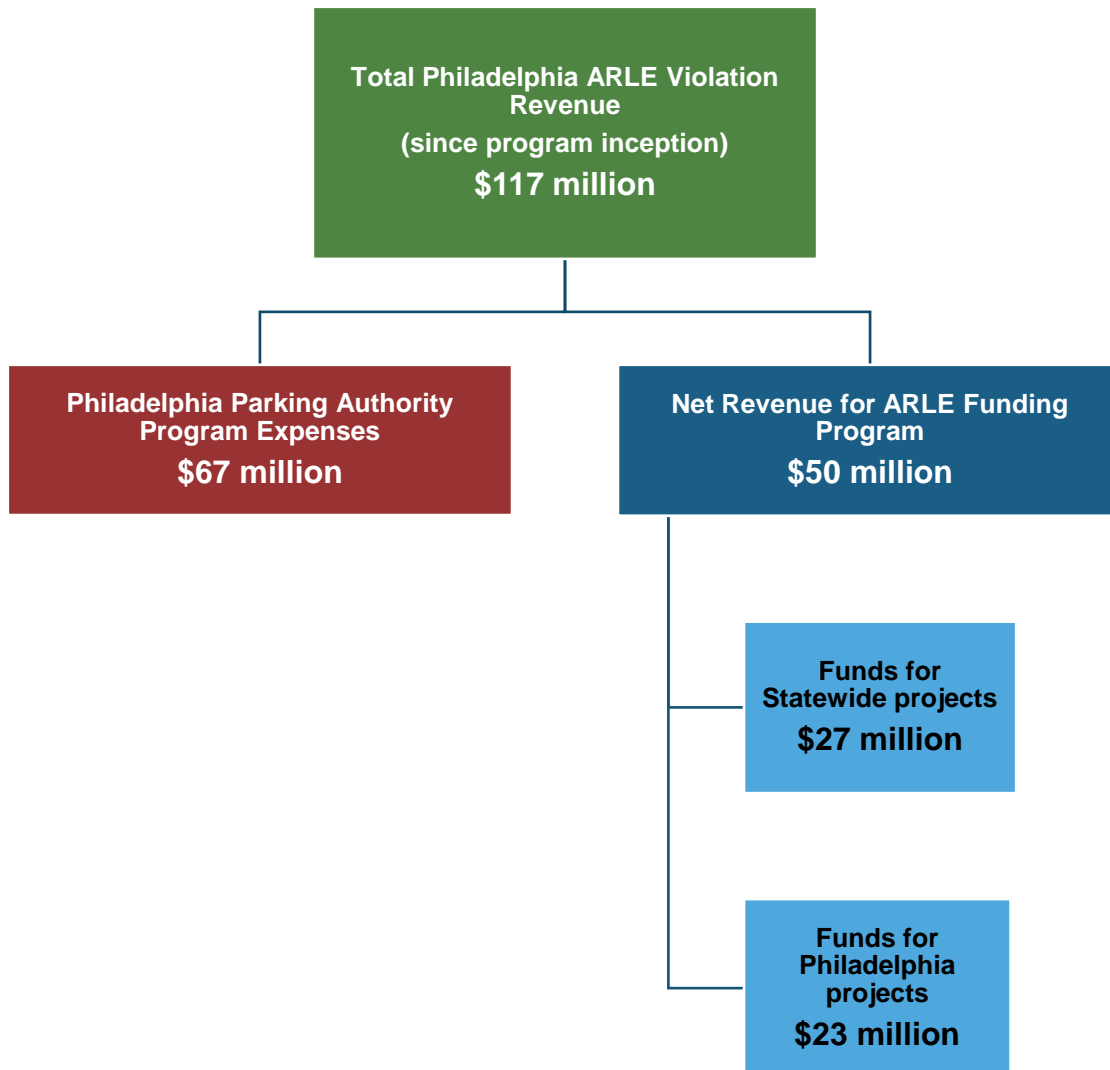 Total Philadelphia ARLE Violation
Revenue
(since program inception)
$117 million
Philadelphia Parking Authority
Program Expenses
$67 million
Net Revenue for ARLE Funding
Program
$50 million
Funds for
Statewide projects
$27 million
Funds for
Philadelphia
projects
$23 million